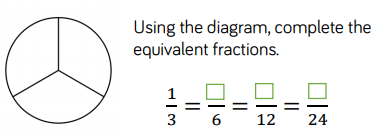 Using the diagram, complete the
equivalent fractions.
1/3 = □/6 = □/12 = □/24